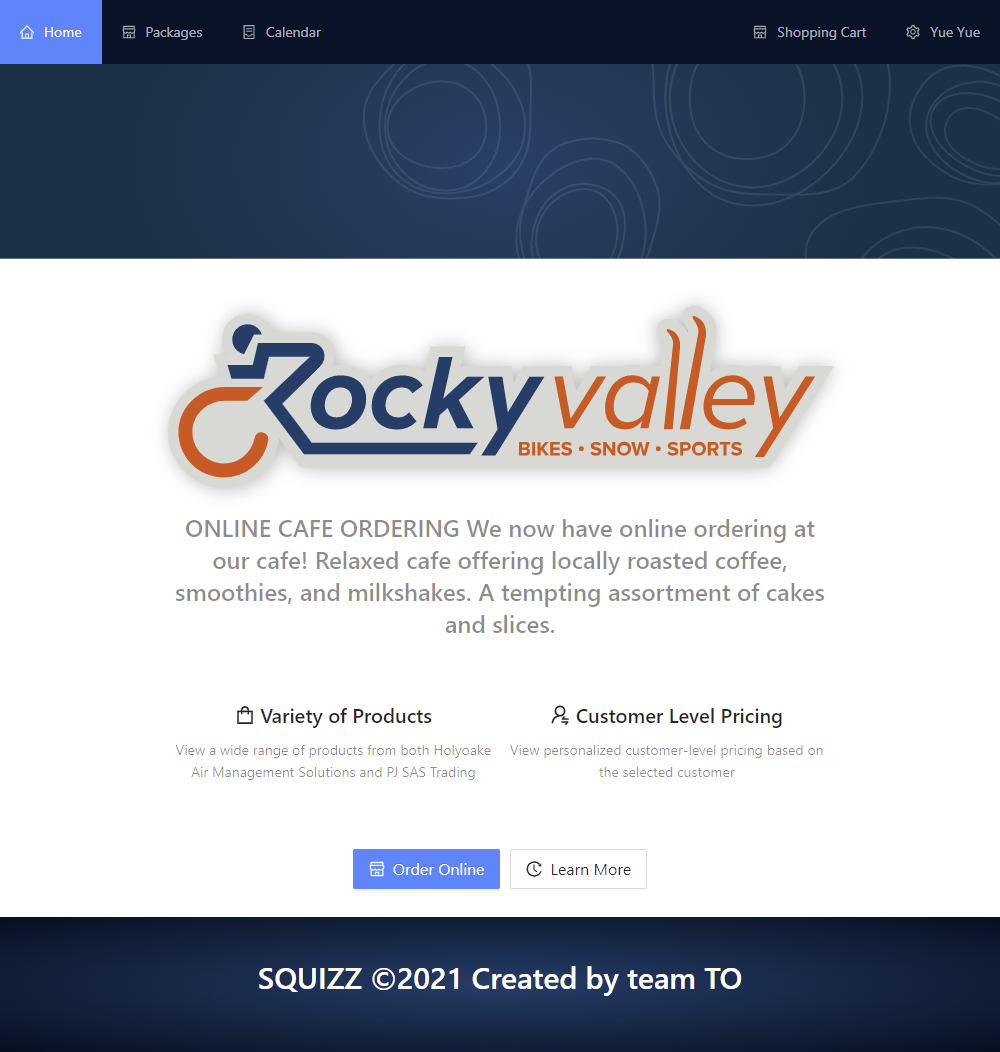 Home Packages Calendar Shopping Cart Yue Yue
Rockyvalley
BIKES • SNOW • SPORTS
ONLINE CAFE ORDERING We now have online ordering at
our cafe! Relaxed cafe offering locally roasted coffee,
smoothies, and milkshakes. A tempting assortment of cakes
and slices.
Variety of Products
View a wide range of products from both Holyoake
Air Management Solutions and PJ SAS Trading
Customer Level Pricing
View personalized customer-level pricing based on
the selected customer
Order Online
Learn More
SQUIZZ ©2021 Created by team TO